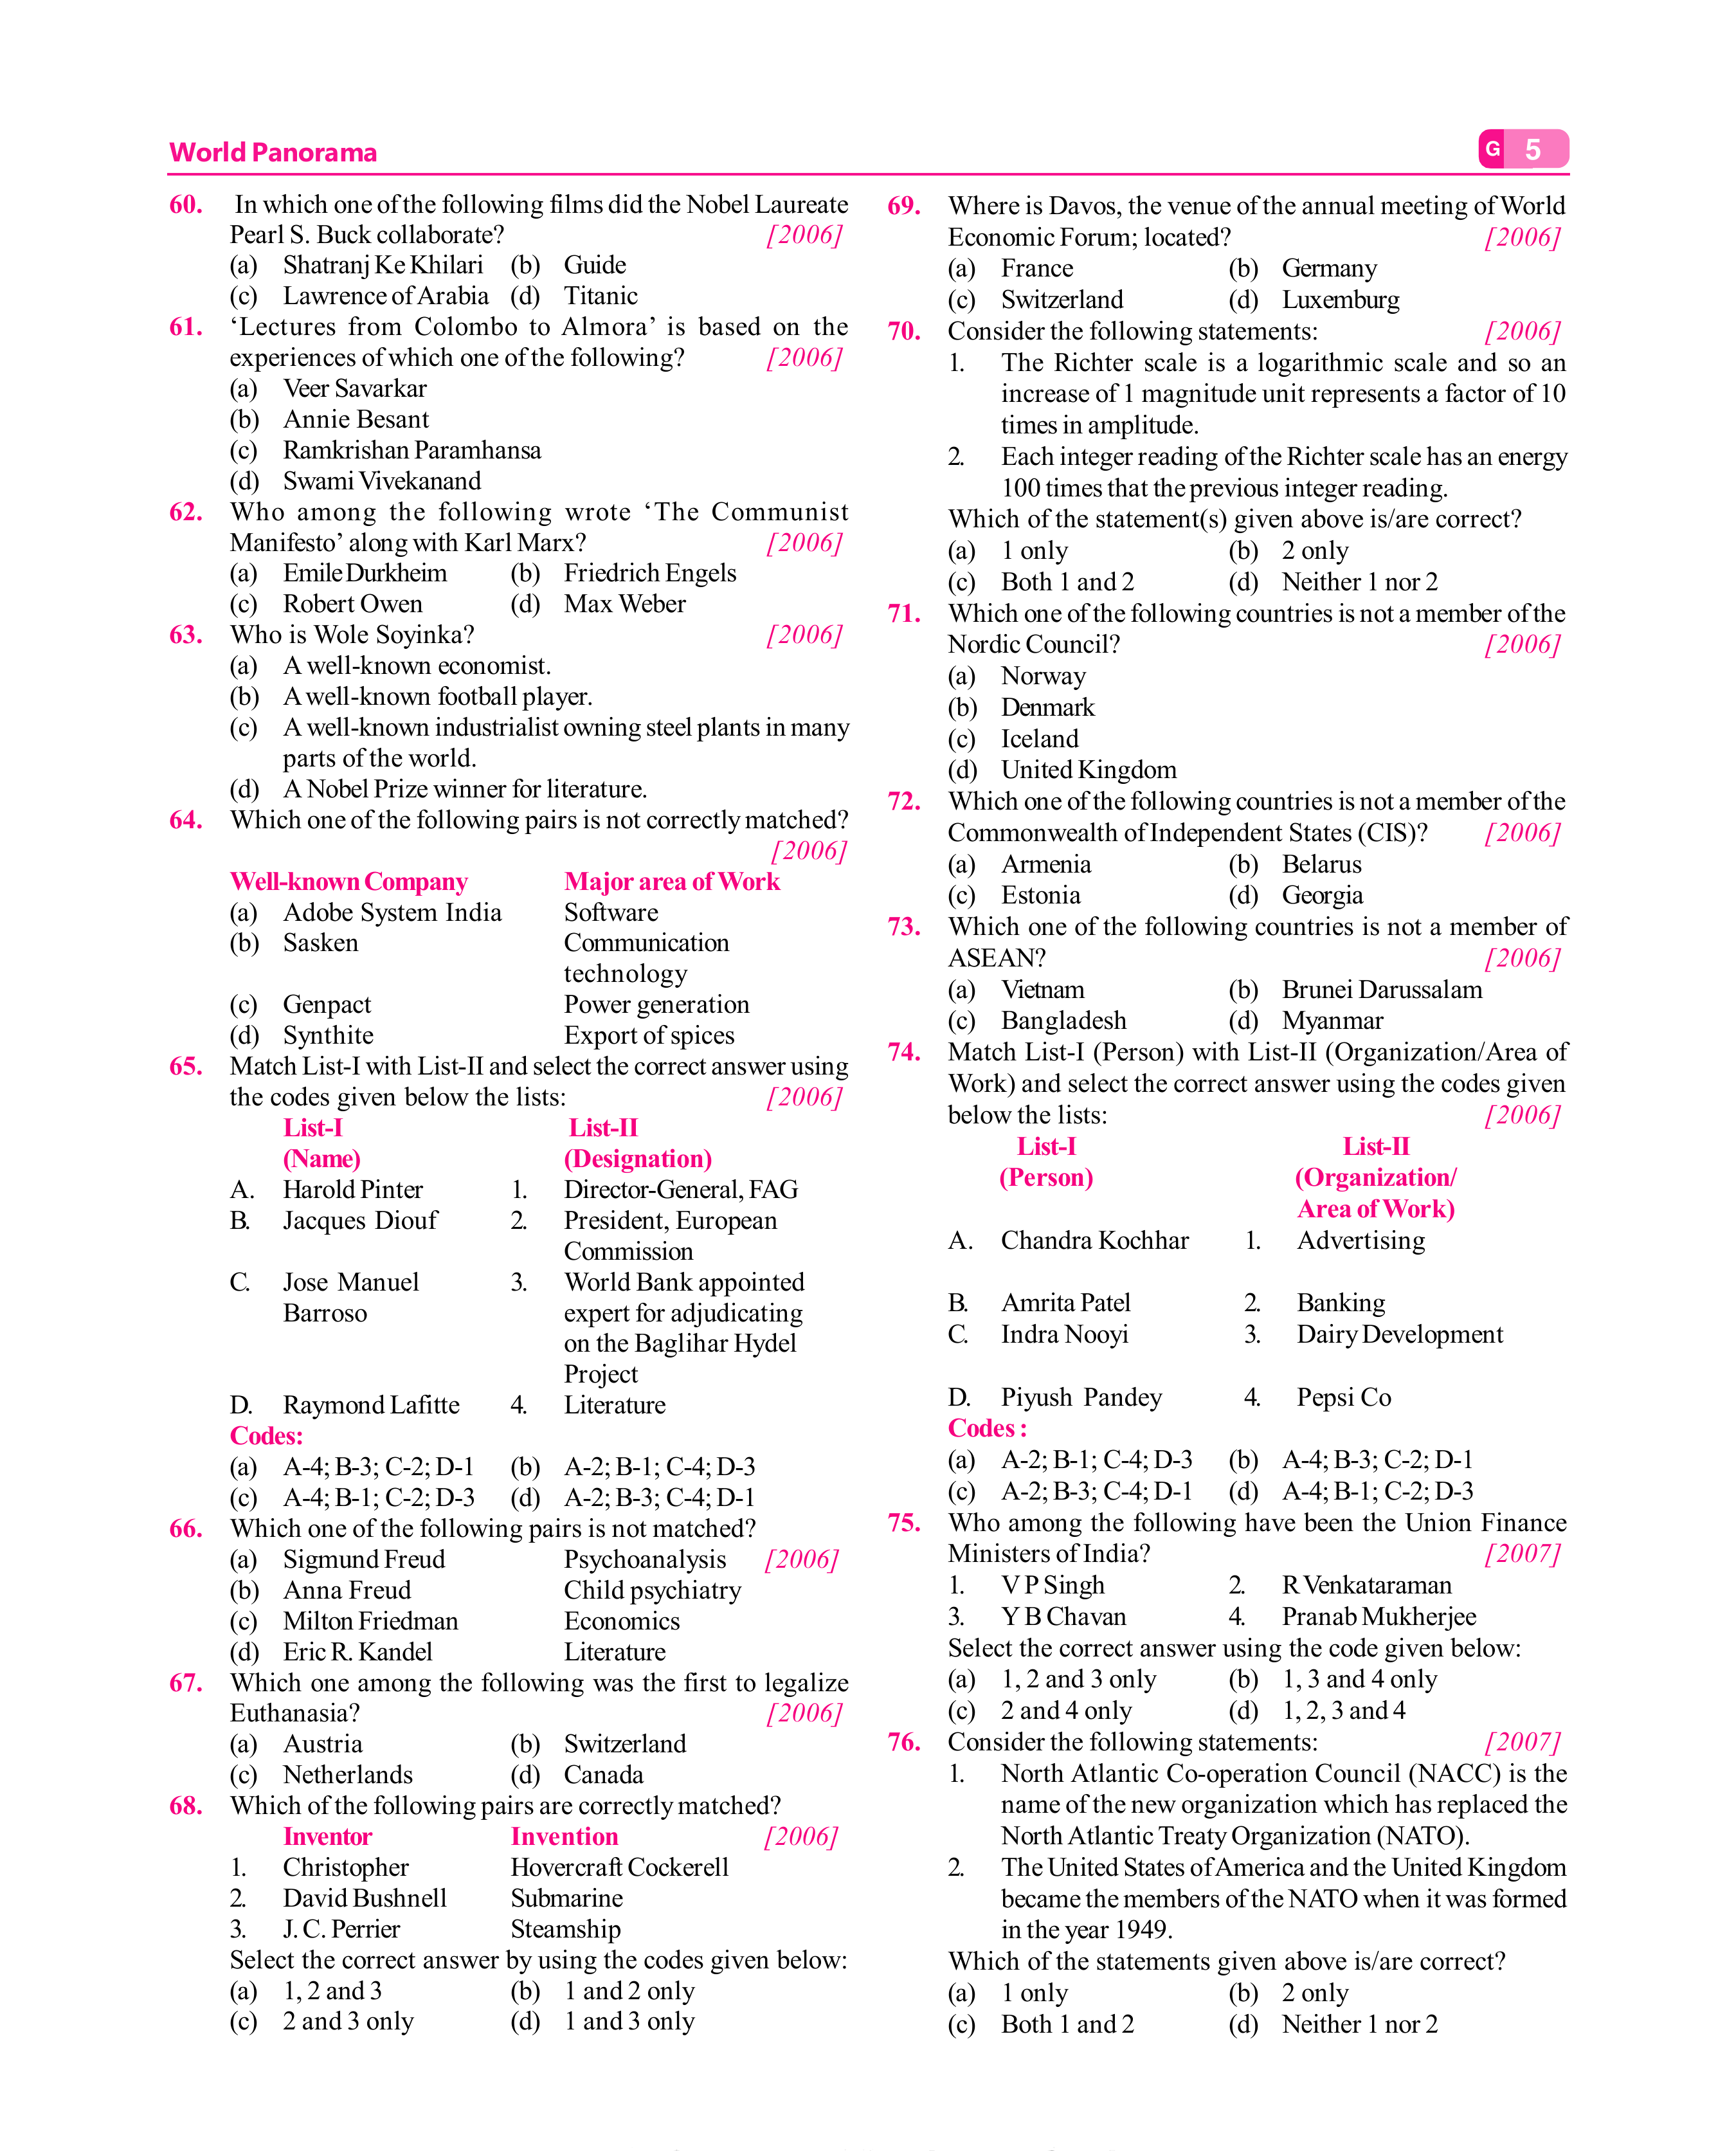 World Panorama
G 5
60. In which one of the following films did the Nobel Laureate
Pearl S. Buck collaborate? [2006]
(a) Shatranj Ke Khilari (b) Guide
(c) Lawrence of Arabia (d) Titanic
61. ‘Lectures from Colombo to Almora’ is based on the
experiences of which one of the following? [2006]
(a) Veer Savarkar
(b) Annie Besant
(c) Ramkrishan Paramhansa
(d) Swami Vivekanand
62. Who among the following wrote ‘The Communist
Manifesto’ along with Karl Marx? [2006]
(a) Emile Durkheim (b) Friedrich Engels
(c) Robert Owen (d) Max Weber
63. Who is Wole Soyinka? [2006]
(a) A well-known economist.
(b) A well-known football player.
(c) A well-known industrialist owning steel plants in many
parts of the world.
(d) A Nobel Prize winner for literature.
64. Which one of the following pairs is not correctly matched?
[2006]
Well-known Company Major area of Work
(a) Adobe System India Software
(b) Sasken Communication
technology
(c) Genpact Power generation
(d) Synthite Export of spices
65. Match List-I with List-II and select the correct answer using
the codes given below the lists: [2006]
List-I List-II
(Name) (Designation)
A. Harold Pinter 1. Director-General, FAG
B. Jacques Diouf 2. President, European
Commission
C. Jose Manuel 3. World Bank appointed
Barroso expert for adjudicating
on the Baglihar Hydel
Project
D. Raymond Lafitte 4. Literature
Codes:
(a) A-4; B-3; C-2; D-1 (b) A-2; B-1; C-4; D-3
(c) A-4; B-1; C-2; D-3 (d) A-2; B-3; C-4; D-1
66. Which one of the following pairs is not matched?
(a) Sigmund Freud Psychoanalysis [2006]
(b) Anna Freud Child psychiatry
(c) Milton Friedman Economics
(d) Eric R. Kandel Literature
67. Which one among the following was the first to legalize
Euthanasia? [2006]
(a) Austria (b) Switzerland
(c) Netherlands (d) Canada
68. Which of the following pairs are correctly matched?
Inventor Invention [2006]
1. Christopher Hovercraft Cockerell
2. David Bushnell Submarine
3. J. C. Perrier Steamship
Select the correct answer by using the codes given below:
(a) 1, 2 and 3 (b) 1 and 2 only
(c) 2 and 3 only (d) 1 and 3 only
69. Where is Davos, the venue of the annual meeting of World
Economic Forum; located? [2006]
(a) France (b) Germany
(c) Switzerland (d) Luxemburg
70. Consider the following statements: [2006]
1. The Richter scale is a logarithmic scale and so an
increase of 1 magnitude unit represents a factor of 10
times in amplitude.
2. Each integer reading of the Richter scale has an energy
100 times that the previous integer reading.
Which of the statement(s) given above is/are correct?
(a) 1 only (b) 2 only
(c) Both 1 and 2 (d) Neither 1 nor 2
71. Which one of the following countries is not a member of the
Nordic Council? [2006]
(a) Norway
(b) Denmark
(c) Iceland
(d) United Kingdom
72. Which one of the following countries is not a member of the
Commonwealth of Independent States (CIS)? [2006]
(a) Armenia (b) Belarus
(c) Estonia (d) Georgia
73. Which one of the following countries is not a member of
ASEAN? [2006]
(a) Vietnam (b) Brunei Darussalam
(c) Bangladesh (d) Myanmar
74. Match List-I (Person) with List-II (Organization/Area of
Work) and select the correct answer using the codes given
below the lists: [2006]
List-I List-II
(Person) (Organization/
Area of Work)
A. Chandra Kochhar 1. Advertising
B. Amrita Patel 2. Banking
C. Indra Nooyi 3. Dairy Development
D. Piyush Pandey 4. Pepsi Co
Codes :
(a) A-2; B-1; C-4; D-3 (b) A-4; B-3; C-2; D-1
(c) A-2; B-3; C-4; D-1 (d) A-4; B-1; C-2; D-3
75. Who among the following have been the Union Finance
Ministers of India? [2007]
1. V P Singh 2. R Venkataraman
3. Y B Chavan 4. Pranab Mukherjee
Select the correct answer using the code given below:
(a) 1, 2 and 3 only (b) 1, 3 and 4 only
(c) 2 and 4 only (d) 1, 2, 3 and 4
76. Consider the following statements: [2007]
1. North Atlantic Co-operation Council (NACC) is the
name of the new organization which has replaced the
North Atlantic Treaty Organization (NATO).
2. The United States of America and the United Kingdom
became the members of the NATO when it was formed
in the year 1949.
Which of the statements given above is/are correct?
(a) 1 only (b) 2 only
(c) Both 1 and 2 (d) Neither 1 nor 2